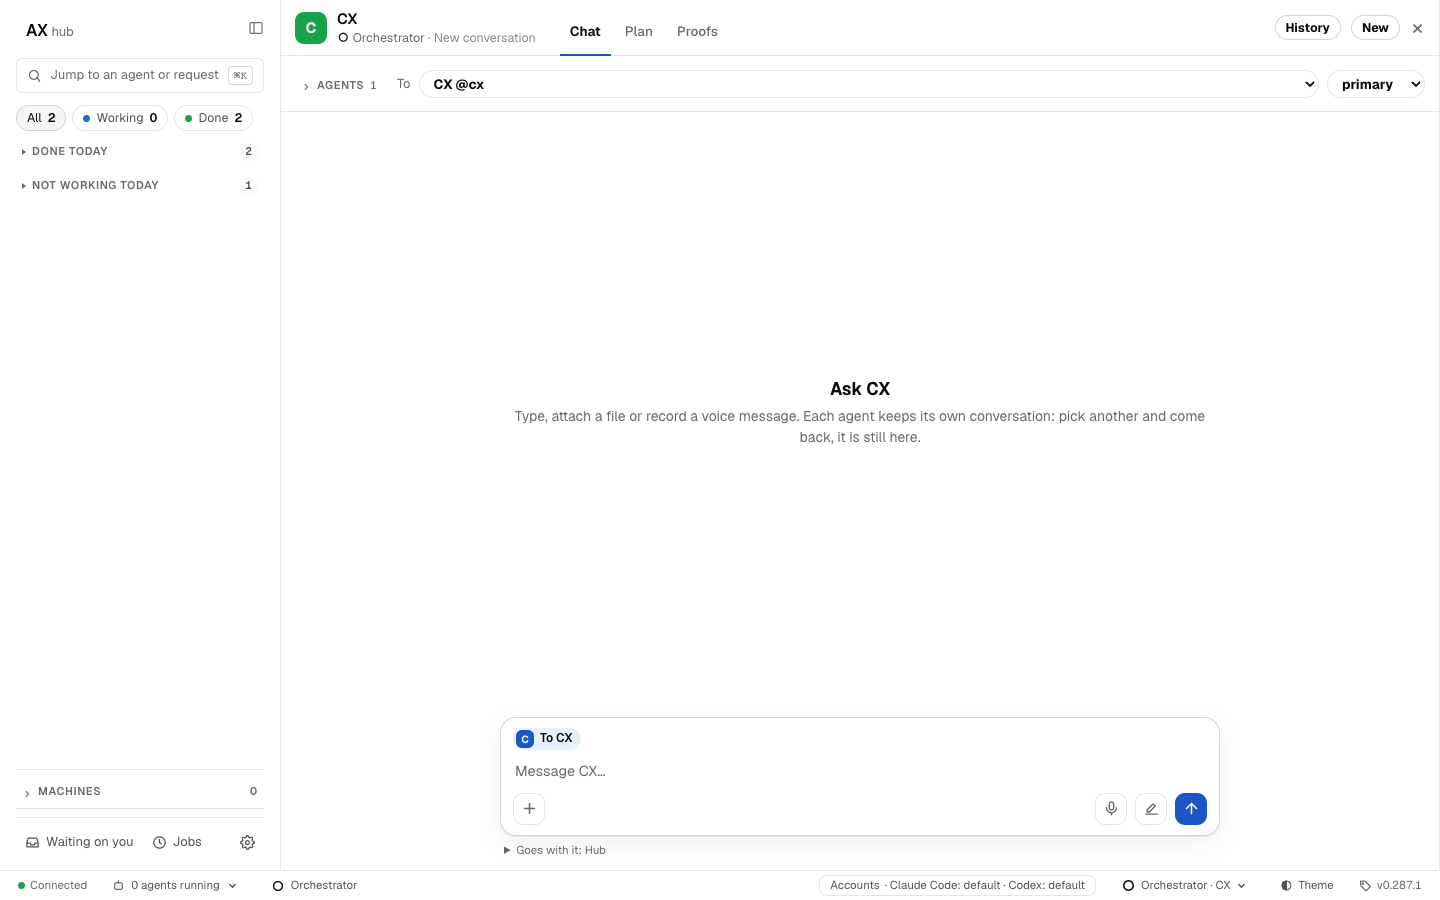 AX hub
Jump to an agent or request ⌘K
All 2 Working 0 Done 2
DONE TODAY 2
NOT WORKING TODAY 1
MACHINES 0
Waiting on you Jobs
C CX
Orchestrator · New conversation
Chat Plan Proofs
History New
AGENTS 1 To CX @cx primary
Ask CX
Type, attach a file or record a voice message. Each agent keeps its own conversation: pick another and come
back, it is still here.
C To CX
Message CX…
Goes with it: Hub
Connected 0 agents running Orchestrator Accounts · Claude Code: default · Codex: default Orchestrator · CX Theme v0.287.1